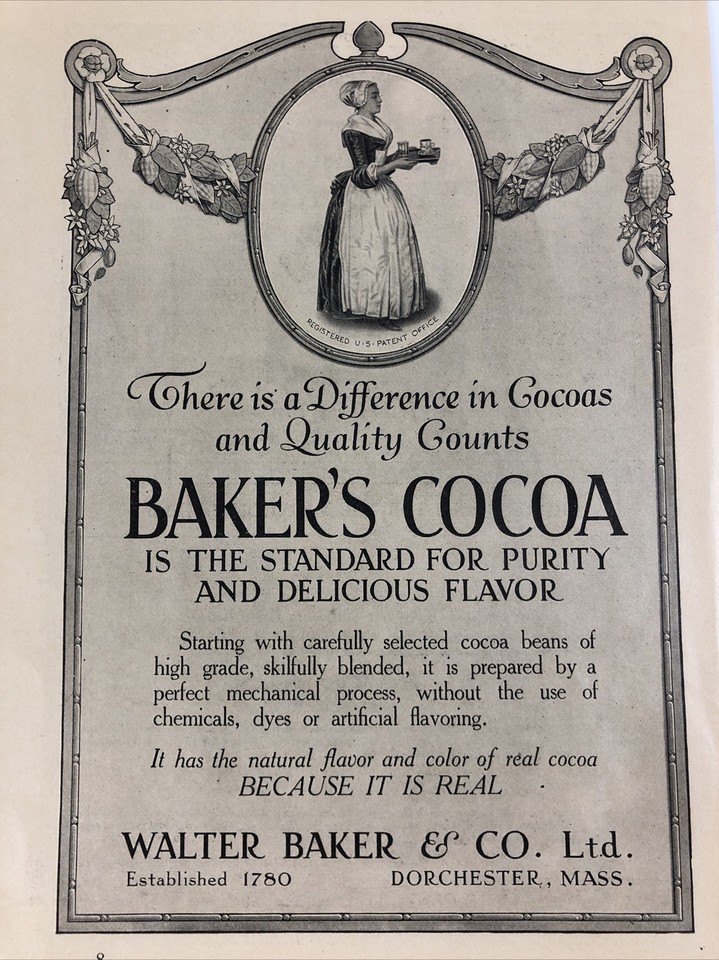 REGISTERED U·S·PATENT OFFICE
There is a Difference in Cocoas
and Quality Counts
BAKER'S COCOA
IS THE STANDARD FOR PURITY
AND DELICIOUS FLAVOR
Starting with carefully selected cocoa beans of
high grade, skilfully blended, it is prepared by a
perfect mechanical process, without the use of
chemicals, dyes or artificial flavoring.
It has the natural flavor and color of real cocoa
BECAUSE IT IS REAL
WALTER BAKER & CO. Ltd.
Established 1780 DORCHESTER, MASS.